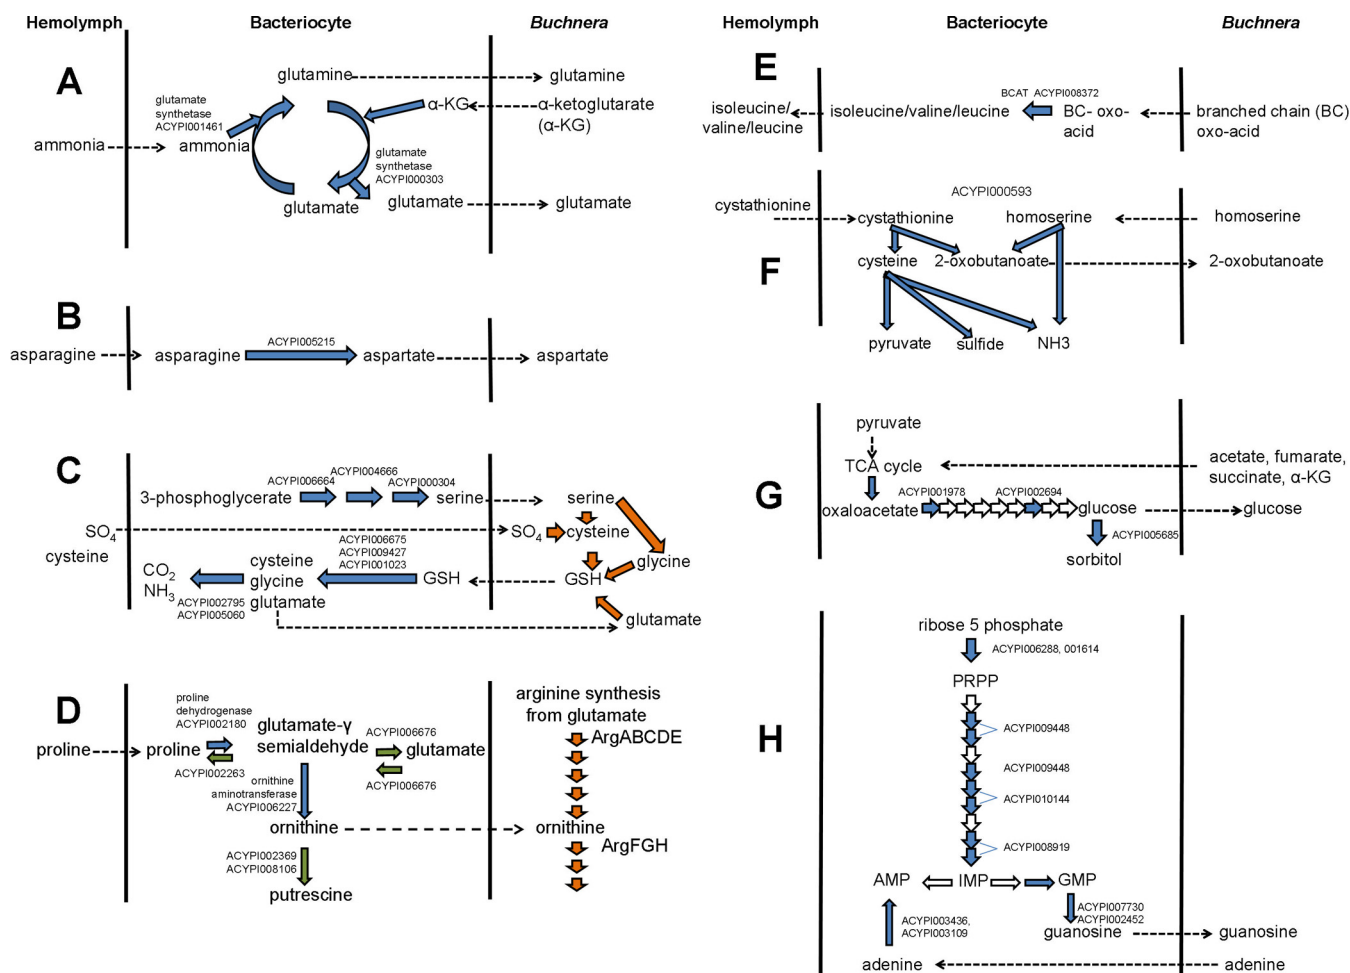 Hemolymph
Bacteriocyte
Buchnera
A
glutamine
glutamine
glutamate
synthetase
ACYPI001461
α-KG
α-ketoglutarate
(α-KG)
ammonia
ammonia
glutamate
synthetase
ACYPI000303
glutamate
glutamate
glutamate
B
asparagine
asparagine
ACYPI005215
aspartate
aspartate
C
3-phosphoglycerate
ACYPI006664
ACYPI004666
ACYPI000304
serine
serine
SO4
cysteine
SO4
cysteine
glycine
CO2
NH3
cysteine
glycine
glutamate
ACYPI006675
ACYPI009427
ACYPI001023
GSH
GSH
ACYPI002795
ACYPI005060
glutamate
D
proline
dehydrogenase
ACYPI002180
proline
proline
ACYPI002263
glutamate-γ
semialdehyde
ACYPI006676
glutamate
ACYPI006676
ornithine
aminotransferase
ACYPI006227
ornithine
ACYPI002369
ACYPI008106
putrescine
arginine synthesis
from glutamate
ArgABCDE
ornithine
ArgFGH
Hemolymph
Bacteriocyte
Buchnera
E
isoleucine/
valine/leucine
isoleucine/valine/leucine
BCAT ACYPI008372
BC- oxo-
acid
branched chain (BC)
oxo-acid
F
ACYPI000593
cystathionine
cystathionine
homoserine
homoserine
cysteine
2-oxobutanoate
2-oxobutanoate
pyruvate
sulfide
NH3
G
pyruvate
TCA cycle
acetate, fumarate,
succinate, α-KG
ACYPI001978
ACYPI002694
oxaloacetate
glucose
glucose
ACYPI005685
sorbitol
H
ribose 5 phosphate
ACYPI006288, 001614
PRPP
ACYPI009448
ACYPI009448
ACYPI010144
ACYPI008919
AMP
IMP
GMP
ACYPI003436,
ACYPI003109
ACYPI007730
ACYPI002452
guanosine
guanosine
adenine
adenine